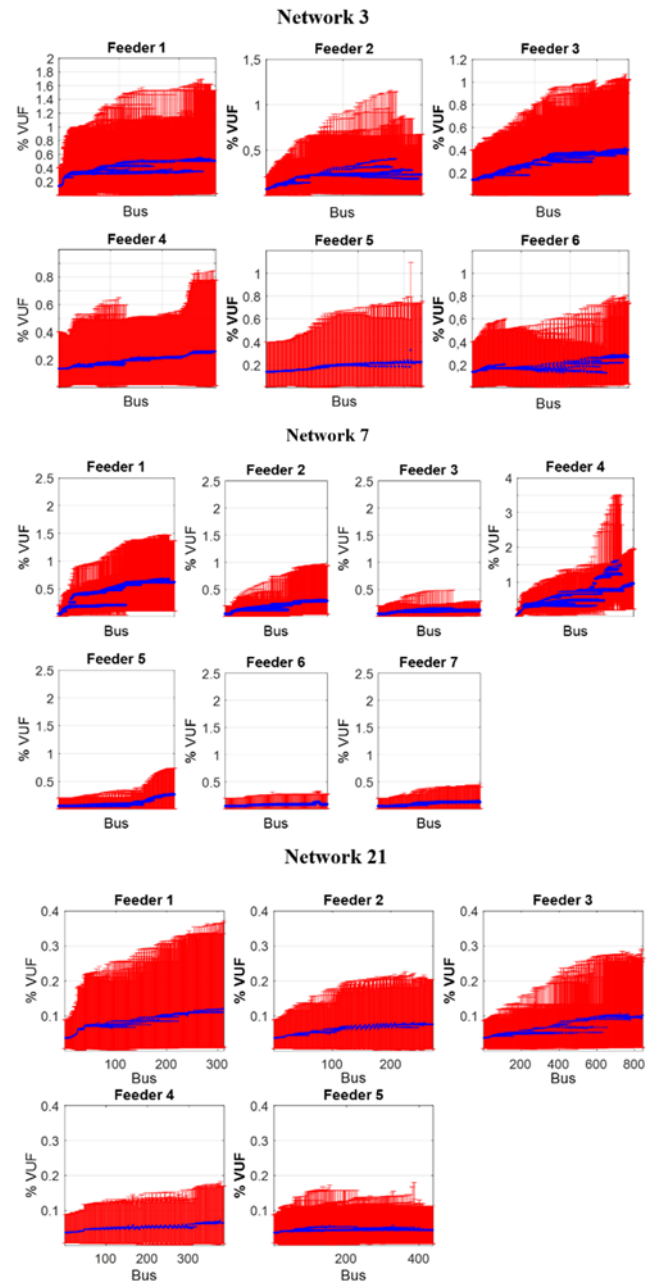 Network 3
Feeder 1
% VUF
2
1.8
1.6
1.4
1.2
1
0.8
0.6
0.4
0.2
Bus
Feeder 2
% VUF
1.5
1
0.5
Bus
Feeder 3
% VUF
1.2
1
0.8
0.6
0.4
0.2
Bus
Feeder 4
% VUF
0.8
0.6
0.4
0.2
Bus
Feeder 5
% VUF
1
0.8
0.6
0.4
0.2
Bus
Feeder 6
% VUF
1
0.8
0.6
0.4
0.2
Bus
Network 7
Feeder 1
% VUF
2.5
2
1.5
1
0.5
Bus
Feeder 2
% VUF
2.5
2
1.5
1
0.5
Bus
Feeder 3
% VUF
2.5
2
1.5
1
0.5
Bus
Feeder 4
% VUF
4
3
2
1
Bus
Feeder 5
% VUF
2.5
2
1.5
1
0.5
Bus
Feeder 6
% VUF
2.5
2
1.5
1
0.5
Bus
Feeder 7
% VUF
2.5
2
1.5
1
0.5
Bus
Network 21
Feeder 1
% VUF
0.4
0.3
0.2
0.1
100 200 300
Bus
Feeder 2
% VUF
0.4
0.3
0.2
0.1
100 200
Bus
Feeder 3
% VUF
0.4
0.3
0.2
0.1
200 400 600 800
Bus
Feeder 4
% VUF
0.4
0.3
0.2
0.1
100 200 300
Bus
Feeder 5
% VUF
0.4
0.3
0.2
0.1
200 400
Bus